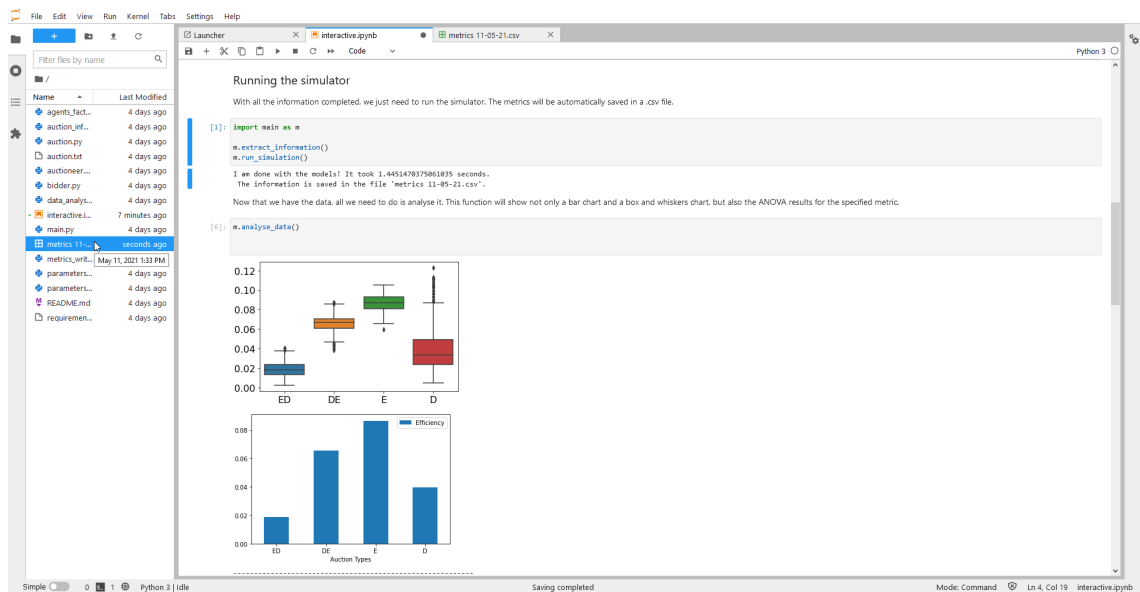 File Edit View Run Kernel Tabs Settings Help
+
Filter files by name
/
Name Last Modified
agents_fact... 4 days ago
auction_inf... 4 days ago
auction.py 4 days ago
auction.txt 4 days ago
auctioneer.... 4 days ago
bidder.py 4 days ago
data_analys... 4 days ago
interactive.i... 7 minutes ago
main.py 4 days ago
metrics 11-... seconds ago
metrics_writ...
May 11, 2021 1:33 PM
parameters... 4 days ago
parameters... 4 days ago
README.md 4 days ago
requiremen... 4 days ago
Launcher × interactive.ipynb ● metrics 11-05-21.csv ×
Code Python 3
Running the simulator
With all the information completed, we just need to run the simulator. The metrics will be automatically saved in a .csv file.
[1]: import main as m
m.extract_information()
m.run_simulation()
I am done with the models! It took 1.4451470375061035 seconds.
The information is saved in the file 'metrics 11-05-21.csv'.
Now that we have the data, all we need to do is analyse it. This function will show not only a bar chart and a box and whiskers chart, but also the ANOVA results for the specified metric.
[6]: m.analyse_data()
0.12
0.10
0.08
0.06
0.04
0.02
0.00
ED DE E D
Efficiency
0.08
0.06
0.04
0.02
0.00
ED DE E D
Auction Types
--------------------------------------------------------------
Simple 0 1 Python 3 | Idle Saving completed Mode: Command Ln 4, Col 19 interactive.ipynb